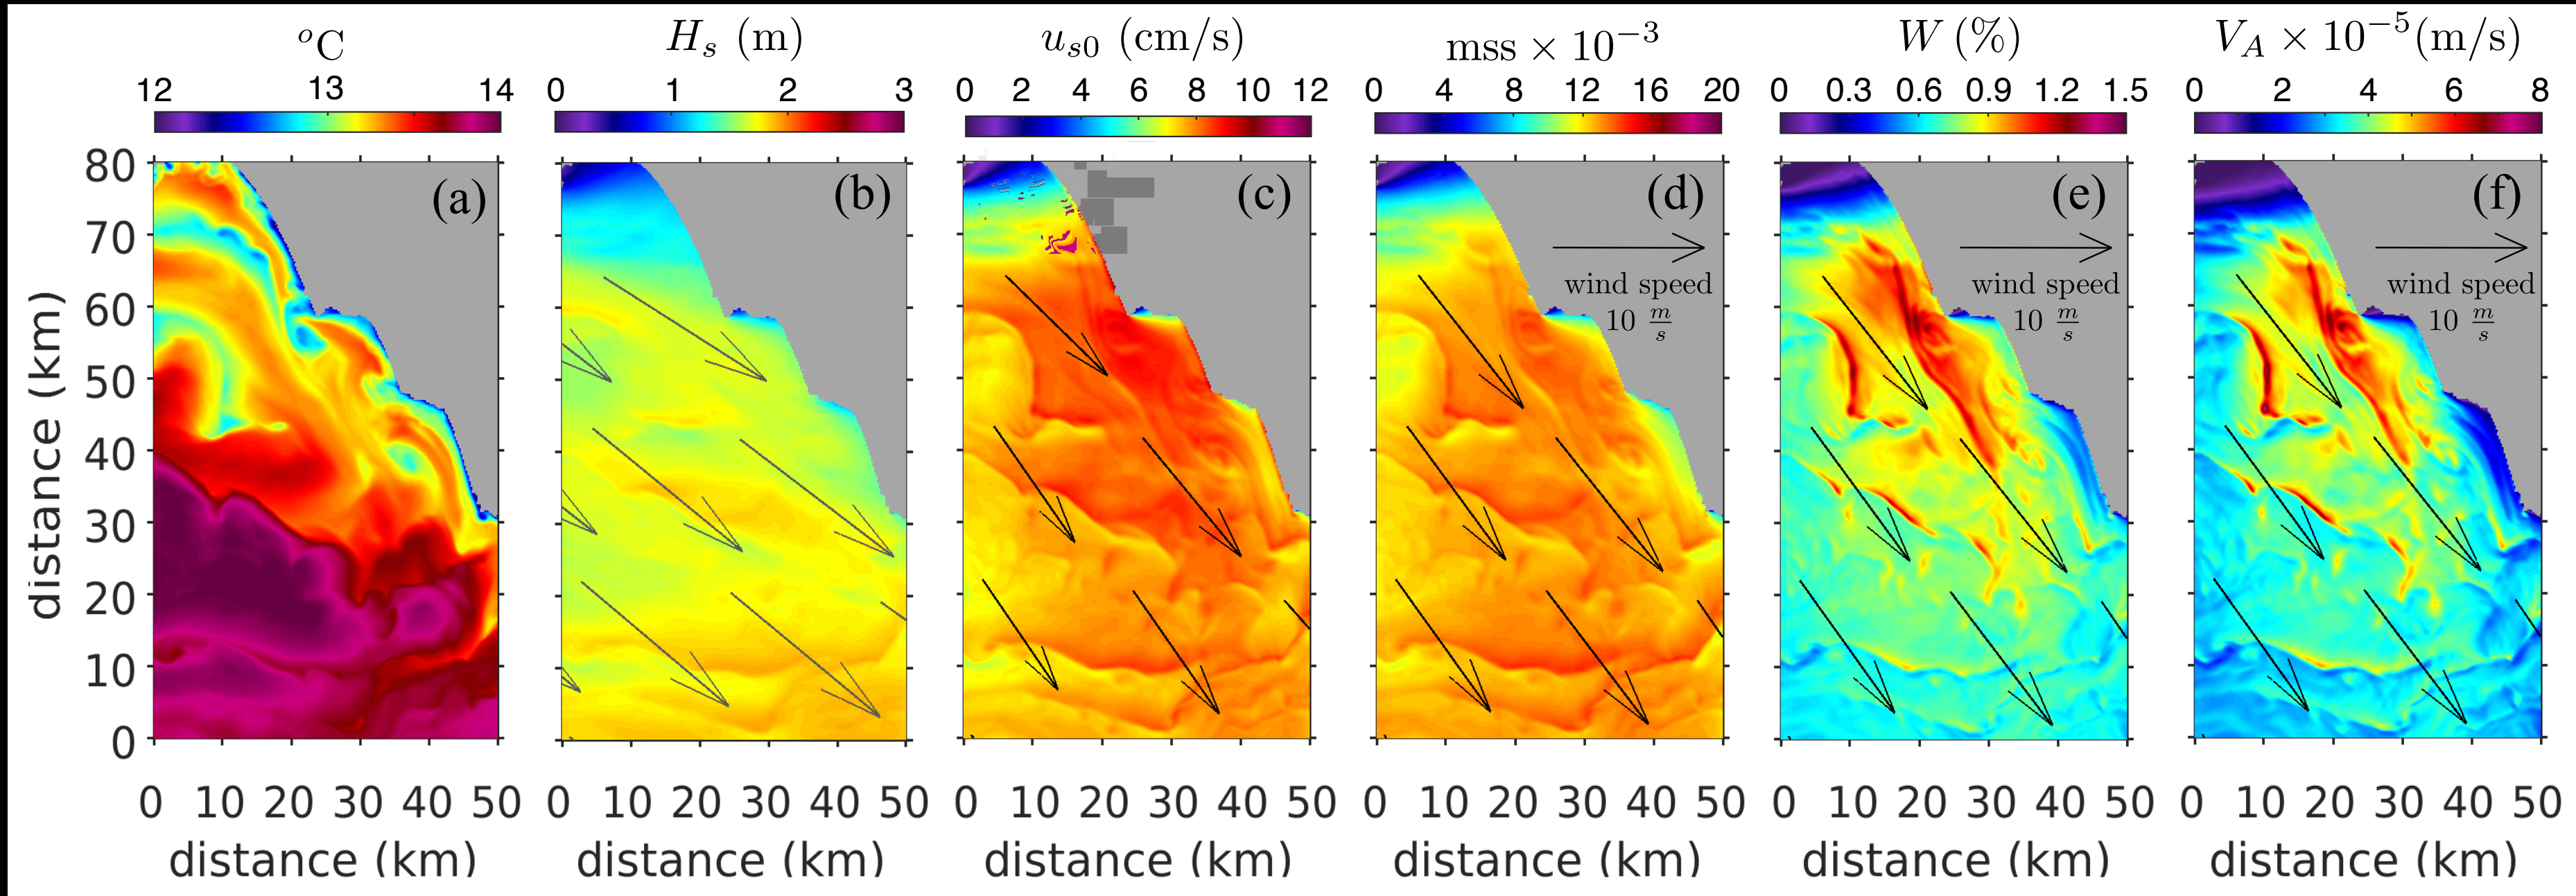 °C
H_s (m)
u_{s0} (cm/s)
mss × 10^{-3}
W (%)
V_A × 10^{-5}(m/s)
12 13 14
0 1 2 3
0 2 4 6 8 10 12
0 4 8 12 16 20
0 0.3 0.6 0.9 1.2 1.5
0 2 4 6 8
distance (km)
80
70
60
50
40
30
20
10
0
(a)
(b)
(c)
(d)
wind speed
10 m/s
(e)
wind speed
10 m/s
(f)
wind speed
10 m/s
0 10 20 30 40 50
0 10 20 30 40 50
0 10 20 30 40 50
0 10 20 30 40 50
0 10 20 30 40 50
0 10 20 30 40 50
distance (km)
distance (km)
distance (km)
distance (km)
distance (km)
distance (km)